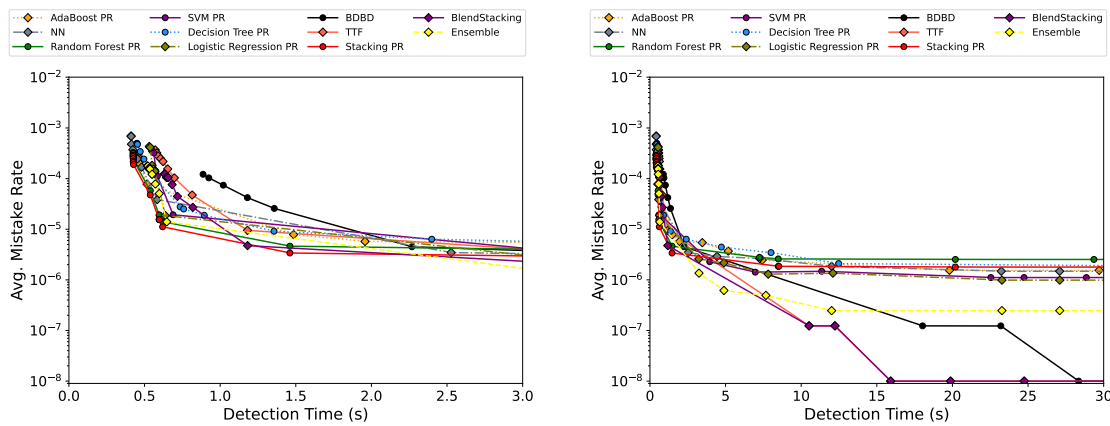 AdaBoost PR
NN
Random Forest PR
SVM PR
Decision Tree PR
Logistic Regression PR
BDBD
TTF
Stacking PR
BlendStacking
Ensemble
10⁻²
10⁻³
10⁻⁴
10⁻⁵
10⁻⁶
10⁻⁷
10⁻⁸
Avg. Mistake Rate
0.0 0.5 1.0 1.5 2.0 2.5 3.0
Detection Time (s)
AdaBoost PR
NN
Random Forest PR
SVM PR
Decision Tree PR
Logistic Regression PR
BDBD
TTF
Stacking PR
BlendStacking
Ensemble
10⁻²
10⁻³
10⁻⁴
10⁻⁵
10⁻⁶
10⁻⁷
10⁻⁸
Avg. Mistake Rate
0 5 10 15 20 25 30
Detection Time (s)